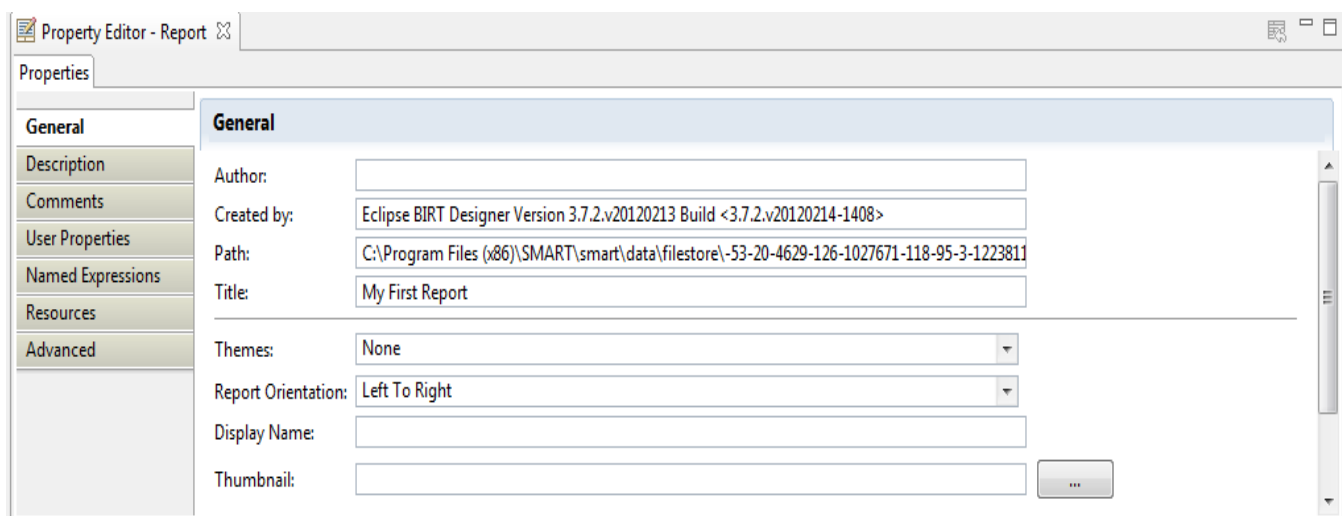 Property Editor - Report
Properties
General
Description
Comments
User Properties
Named Expressions
Resources
Advanced
General
Author:
Created by: Eclipse BIRT Designer Version 3.7.2.v20120213 Build <3.7.2.v20120214-1408>
Path: C:\Program Files (x86)\SMART\smart\data\filestore\-53-20-4629-126-1027671-118-95-3-1223811
Title: My First Report
Themes: None
Report Orientation: Left To Right
Display Name:
Thumbnail: ...